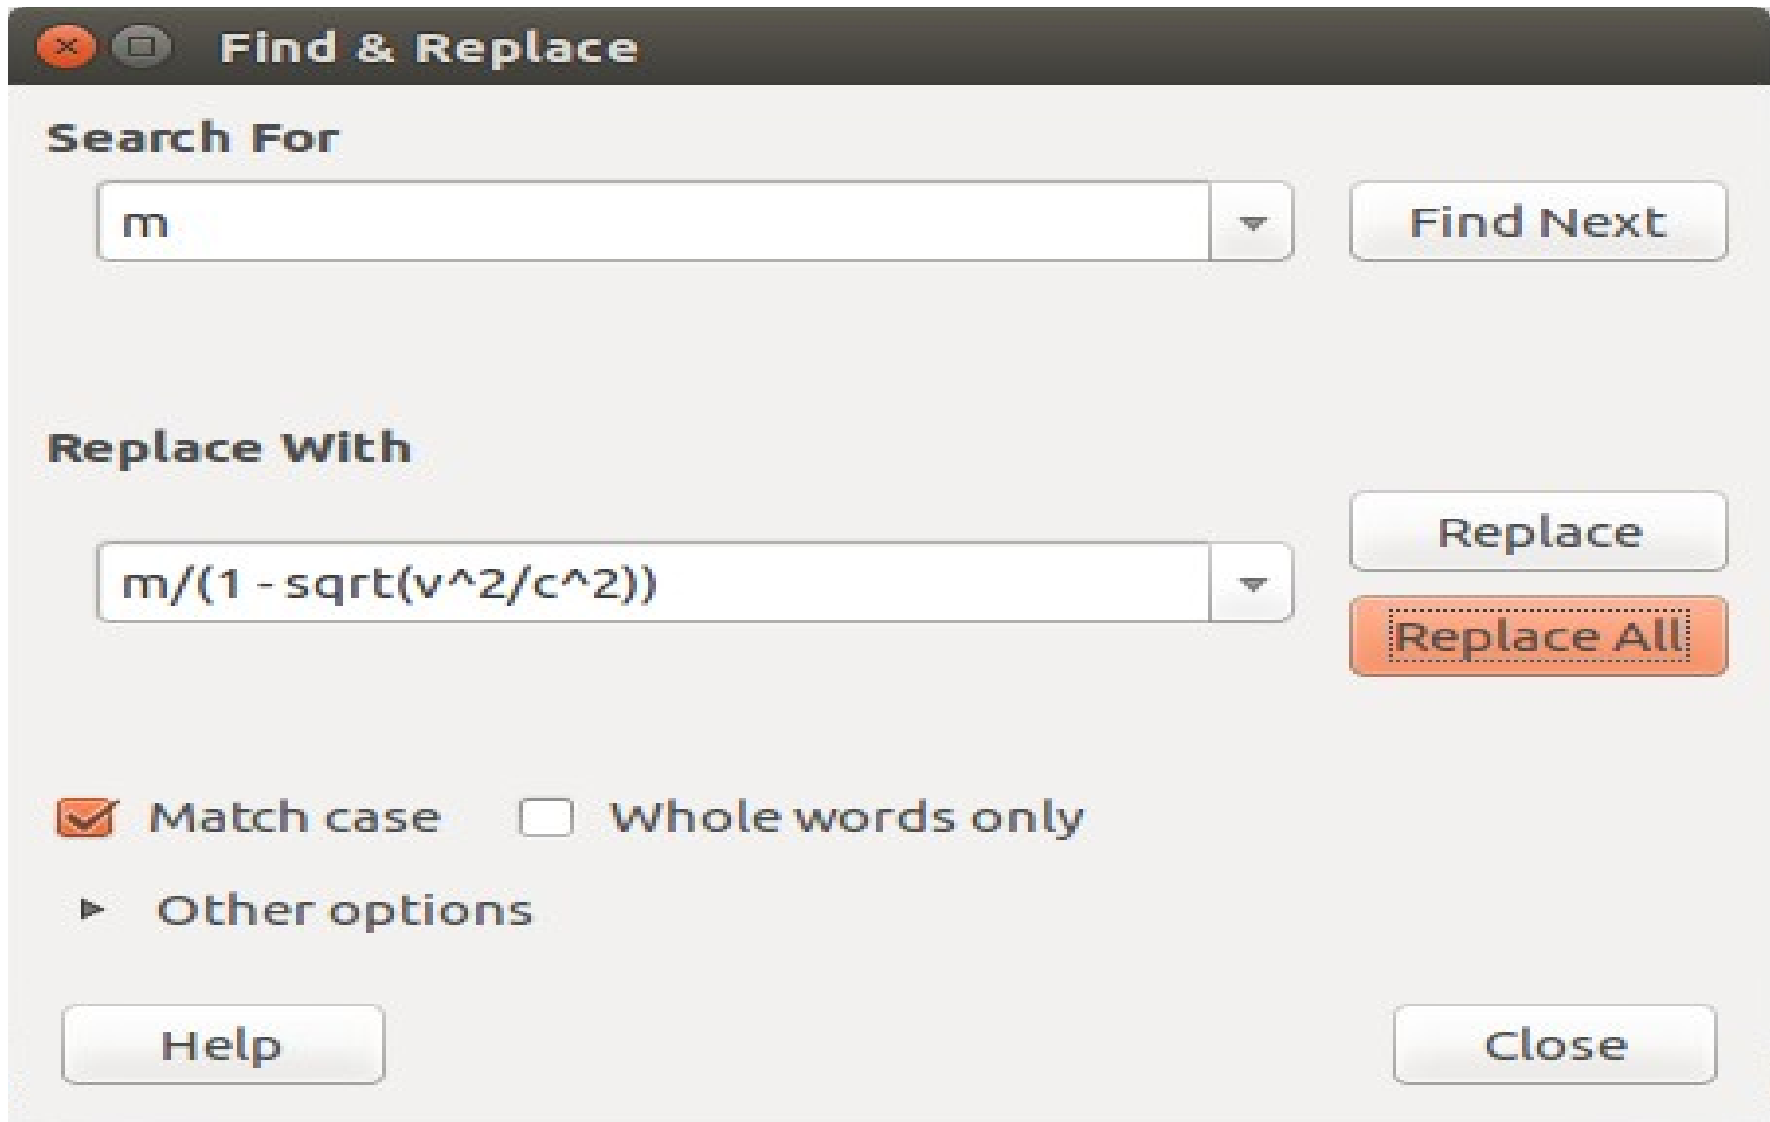 Find & Replace
Search For
m
Find Next
Replace With
Replace
m/(1 - sqrt(v^2/c^2))
Replace All
Match case Whole words only
Other options
Help Close